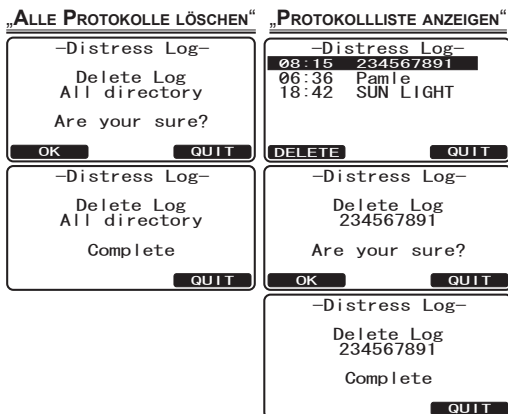 „ALLE PROTOKOLLE LÖSCHEN“
-Distress Log-
Delete Log
All directory
Are your sure?
OK QUIT
-Distress Log-
Delete Log
All directory
Complete
QUIT
„PROTOKOLLLISTE ANZEIGEN“
-Distress Log-
08:15 234567891
06:36 Pamle
18:42 SUN LIGHT
DELETE QUIT
-Distress Log-
Delete Log
234567891
Are your sure?
OK QUIT
-Distress Log-
Delete Log
234567891
Complete
QUIT